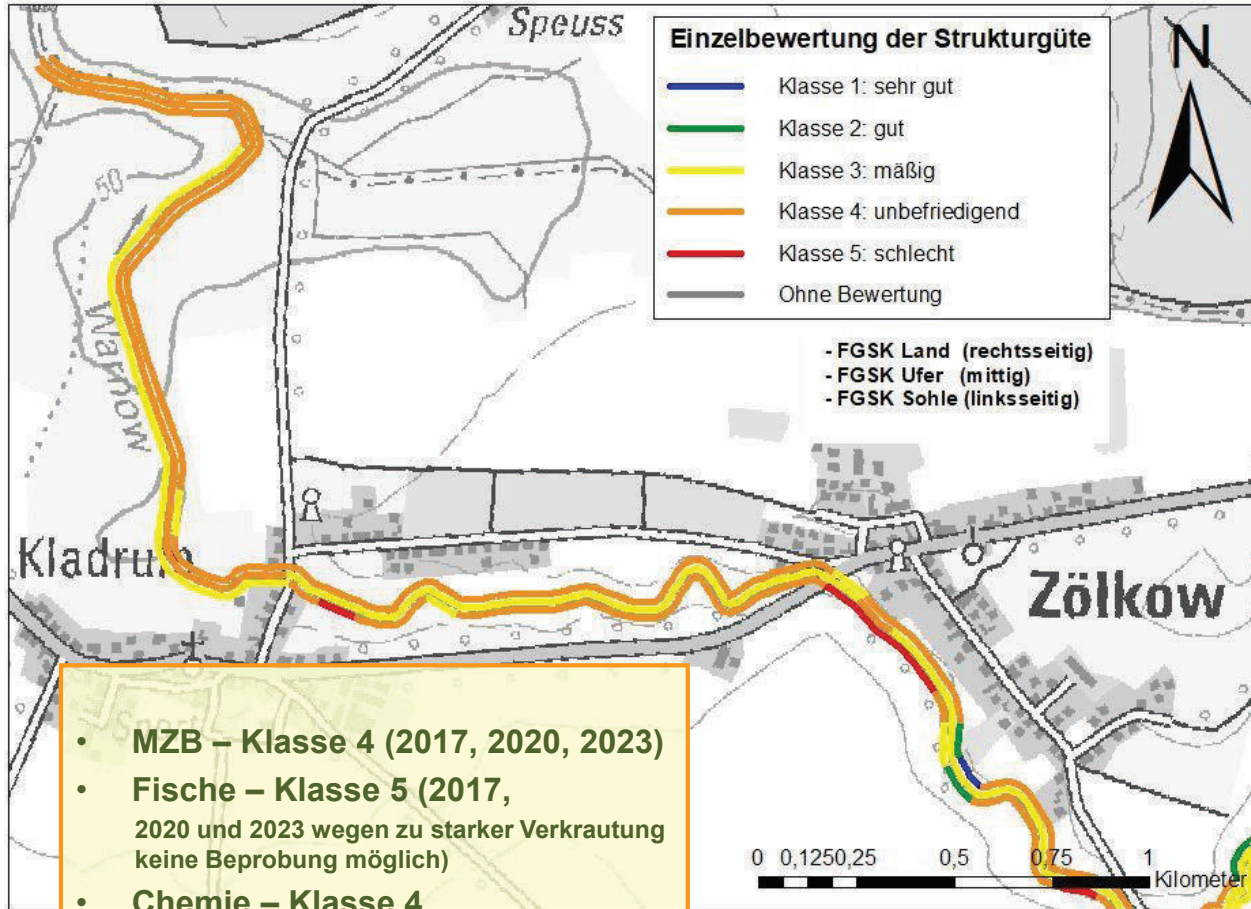 Speuss
Einzelbewertung der Strukturgüte
Klasse 1: sehr gut
Klasse 2: gut
Klasse 3: mäßig
Klasse 4: unbefriedigend
Klasse 5: schlecht
Ohne Bewertung
N
- FGSK Land (rechtsseitig)
- FGSK Ufer (mittig)
- FGSK Sohle (linksseitig)
50
Warnow
Kladrum
Zölkow
Sport
• MZB – Klasse 4 (2017, 2020, 2023)
• Fische – Klasse 5 (2017,
2020 und 2023 wegen zu starker Verkrautung
keine Beprobung möglich)
• Chemie – Klasse 4
0 0,1250,25 0,5 0,75 1
Kilometer